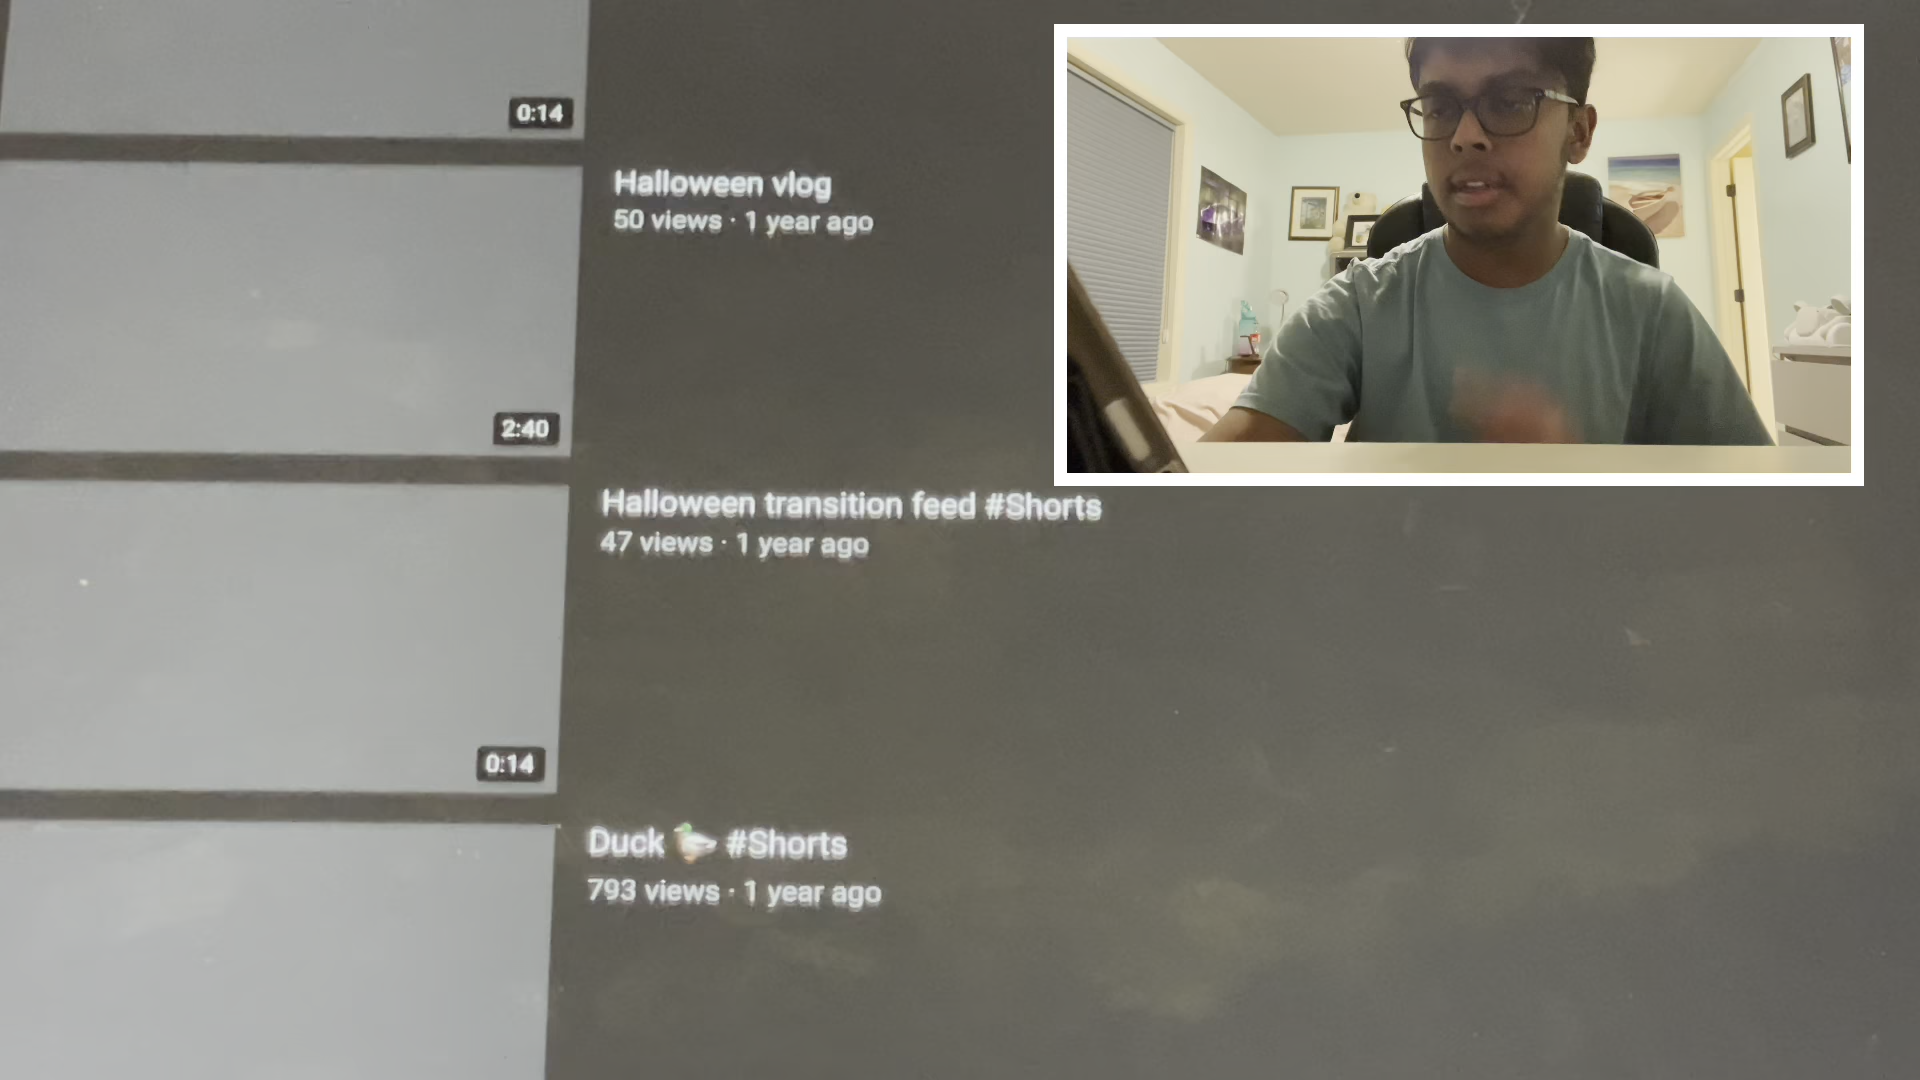 0:14
Halloween vlog
50 views · 1 year ago
2:40
Halloween transition feed #Shorts
47 views · 1 year ago
0:14
Duck 🦆 #Shorts
793 views · 1 year ago